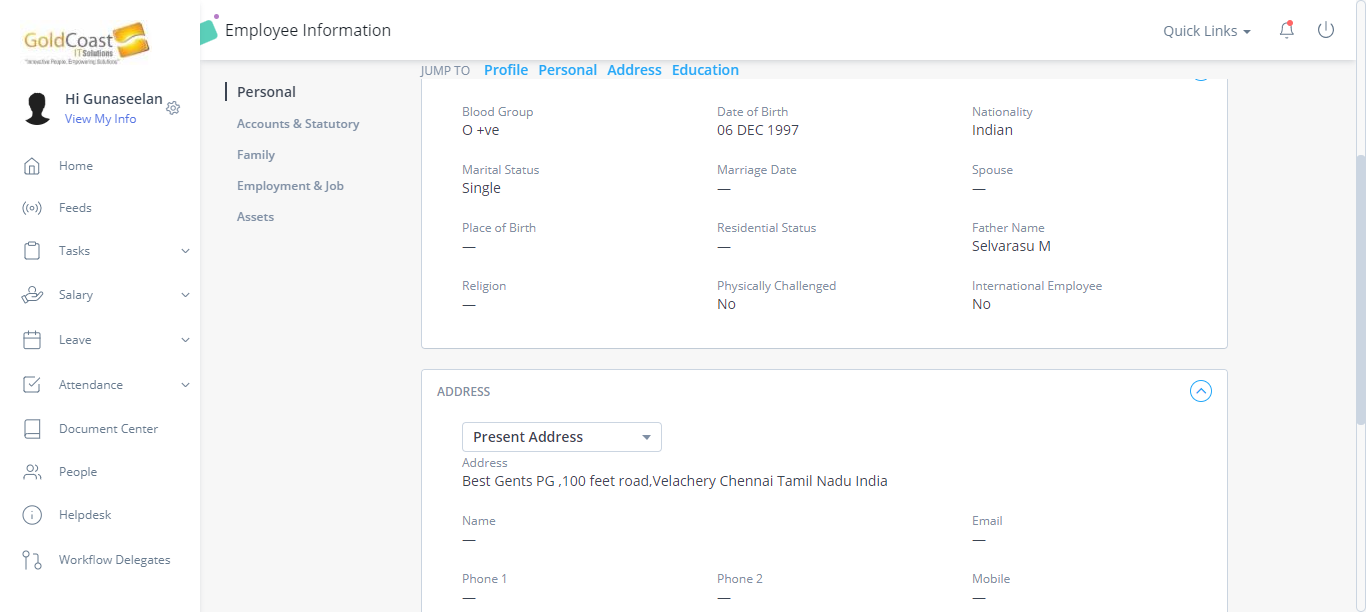 GoldCoast
IT Solutions
"Innovative People. Empowering Solutions"
Employee Information
Quick Links
Hi Gunaseelan
View My Info
Home
Feeds
Tasks
Salary
Leave
Attendance
Document Center
People
Helpdesk
Workflow Delegates
Personal
Accounts & Statutory
Family
Employment & Job
Assets
JUMP TO Profile Personal Address Education
Blood Group Date of Birth Nationality
O +ve 06 DEC 1997 Indian
Marital Status Marriage Date Spouse
Single — —
Place of Birth Residential Status Father Name
— — Selvarasu M
Religion Physically Challenged International Employee
— No No
ADDRESS
Present Address
Address
Best Gents PG ,100 feet road,Velachery Chennai Tamil Nadu India
Name Email
— —
Phone 1 Phone 2 Mobile
— — —